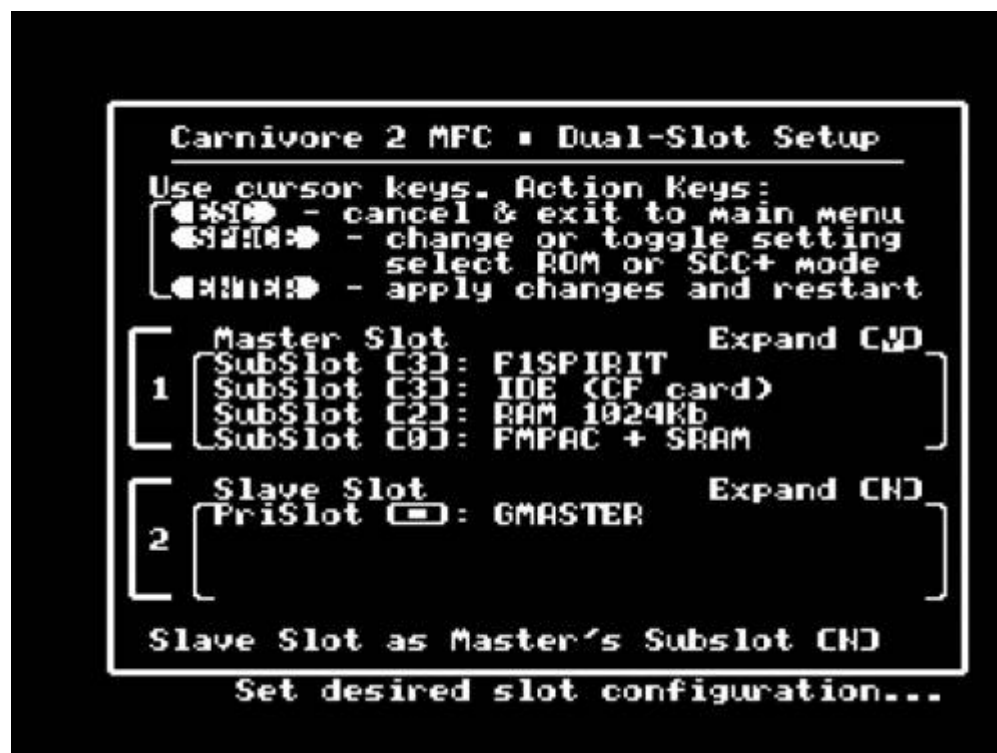 Carnivore 2 MFC ▪ Dual-Slot Setup
Use cursor keys. Action Keys:
ESC - cancel & exit to main menu
SPACE - change or toggle setting
select ROM or SCC+ mode
ENTER - apply changes and restart
Master Slot Expand [Y]
1
SubSlot [3]: F1SPIRIT
SubSlot [3]: IDE (CF card)
SubSlot [2]: RAM 1024Kb
SubSlot [0]: FMPAC + SRAM
Slave Slot Expand [N]
2
PriSlot [▪]: GMASTER
Slave Slot as Master's Subslot [N]
Set desired slot configuration...